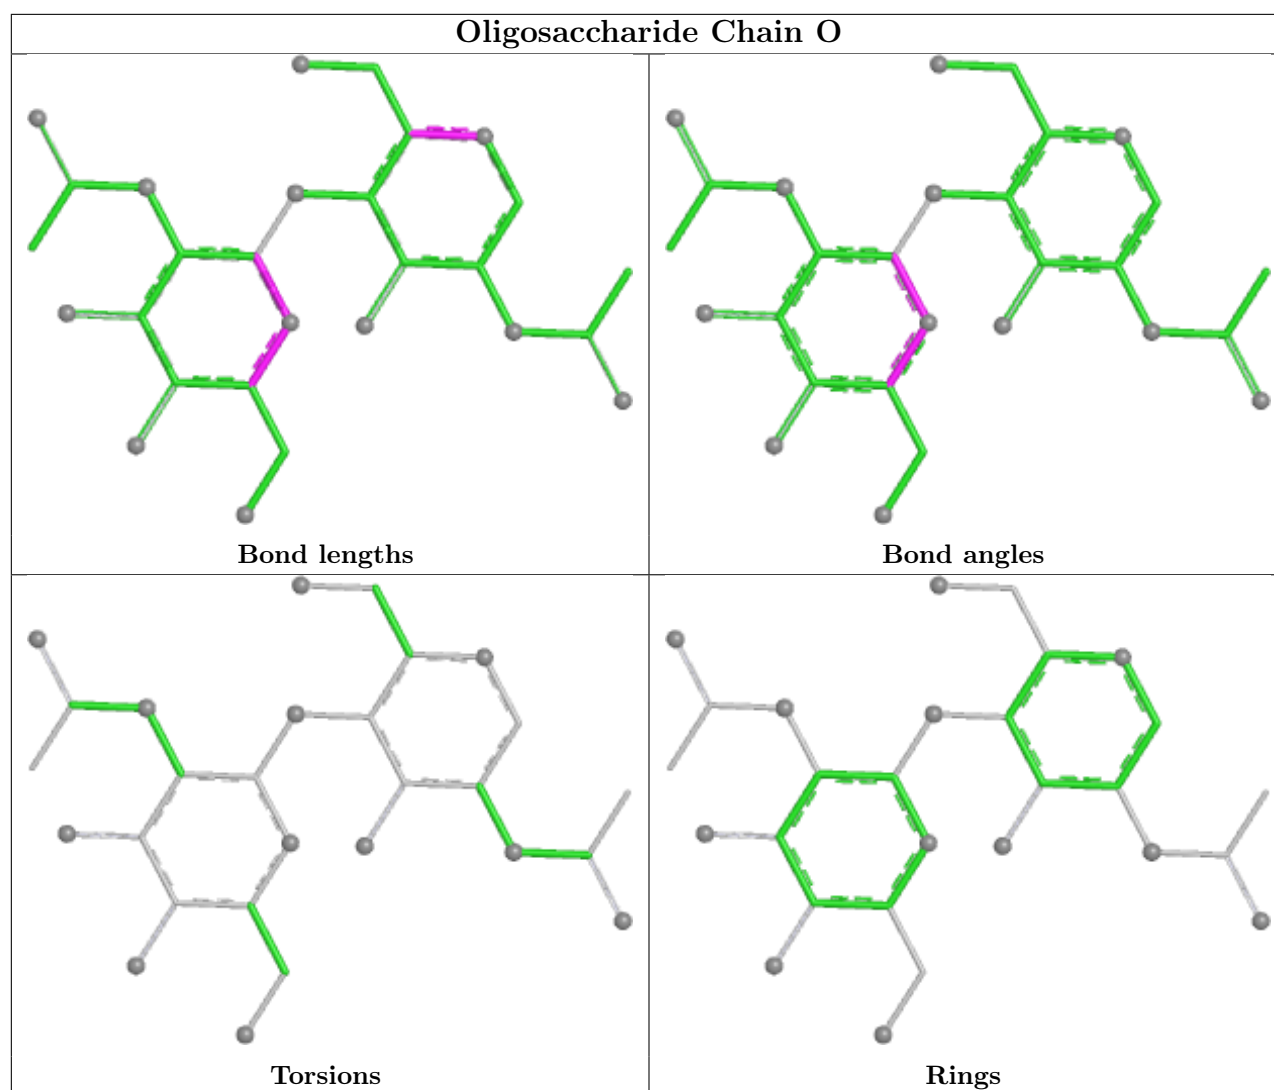 Oligosaccharide Chain O
Bond lengths
Bond angles
Torsions
Rings